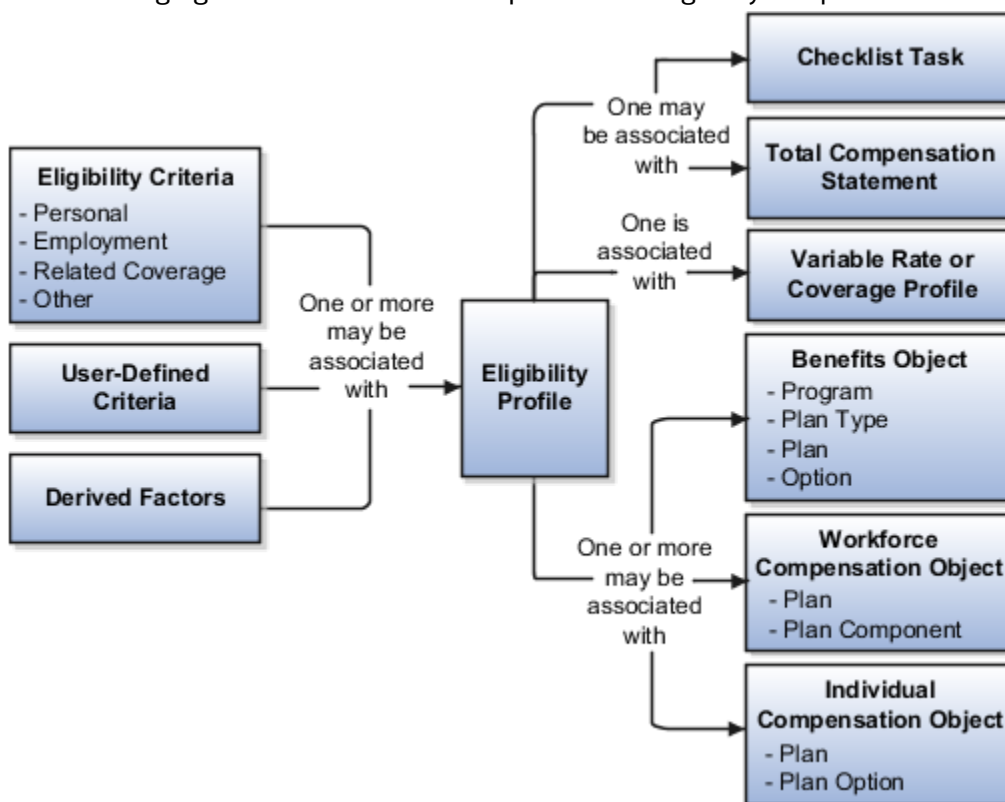 Checklist Task
One may
be associated
with
Total Compensation
Statement
Eligibility Criteria
- Personal
- Employment
- Related Coverage
- Other
One is
associated
with
Variable Rate or
Coverage Profile
One or more
may be
associated
with
User-Defined
Criteria
Derived Factors
Eligibility
Profile
Benefits Object
- Program
- Plan Type
- Plan
- Option
One or more
may be
associated
with
Workforce
Compensation Object
- Plan
- Plan Component
Individual
Compensation Object
- Plan
- Plan Option